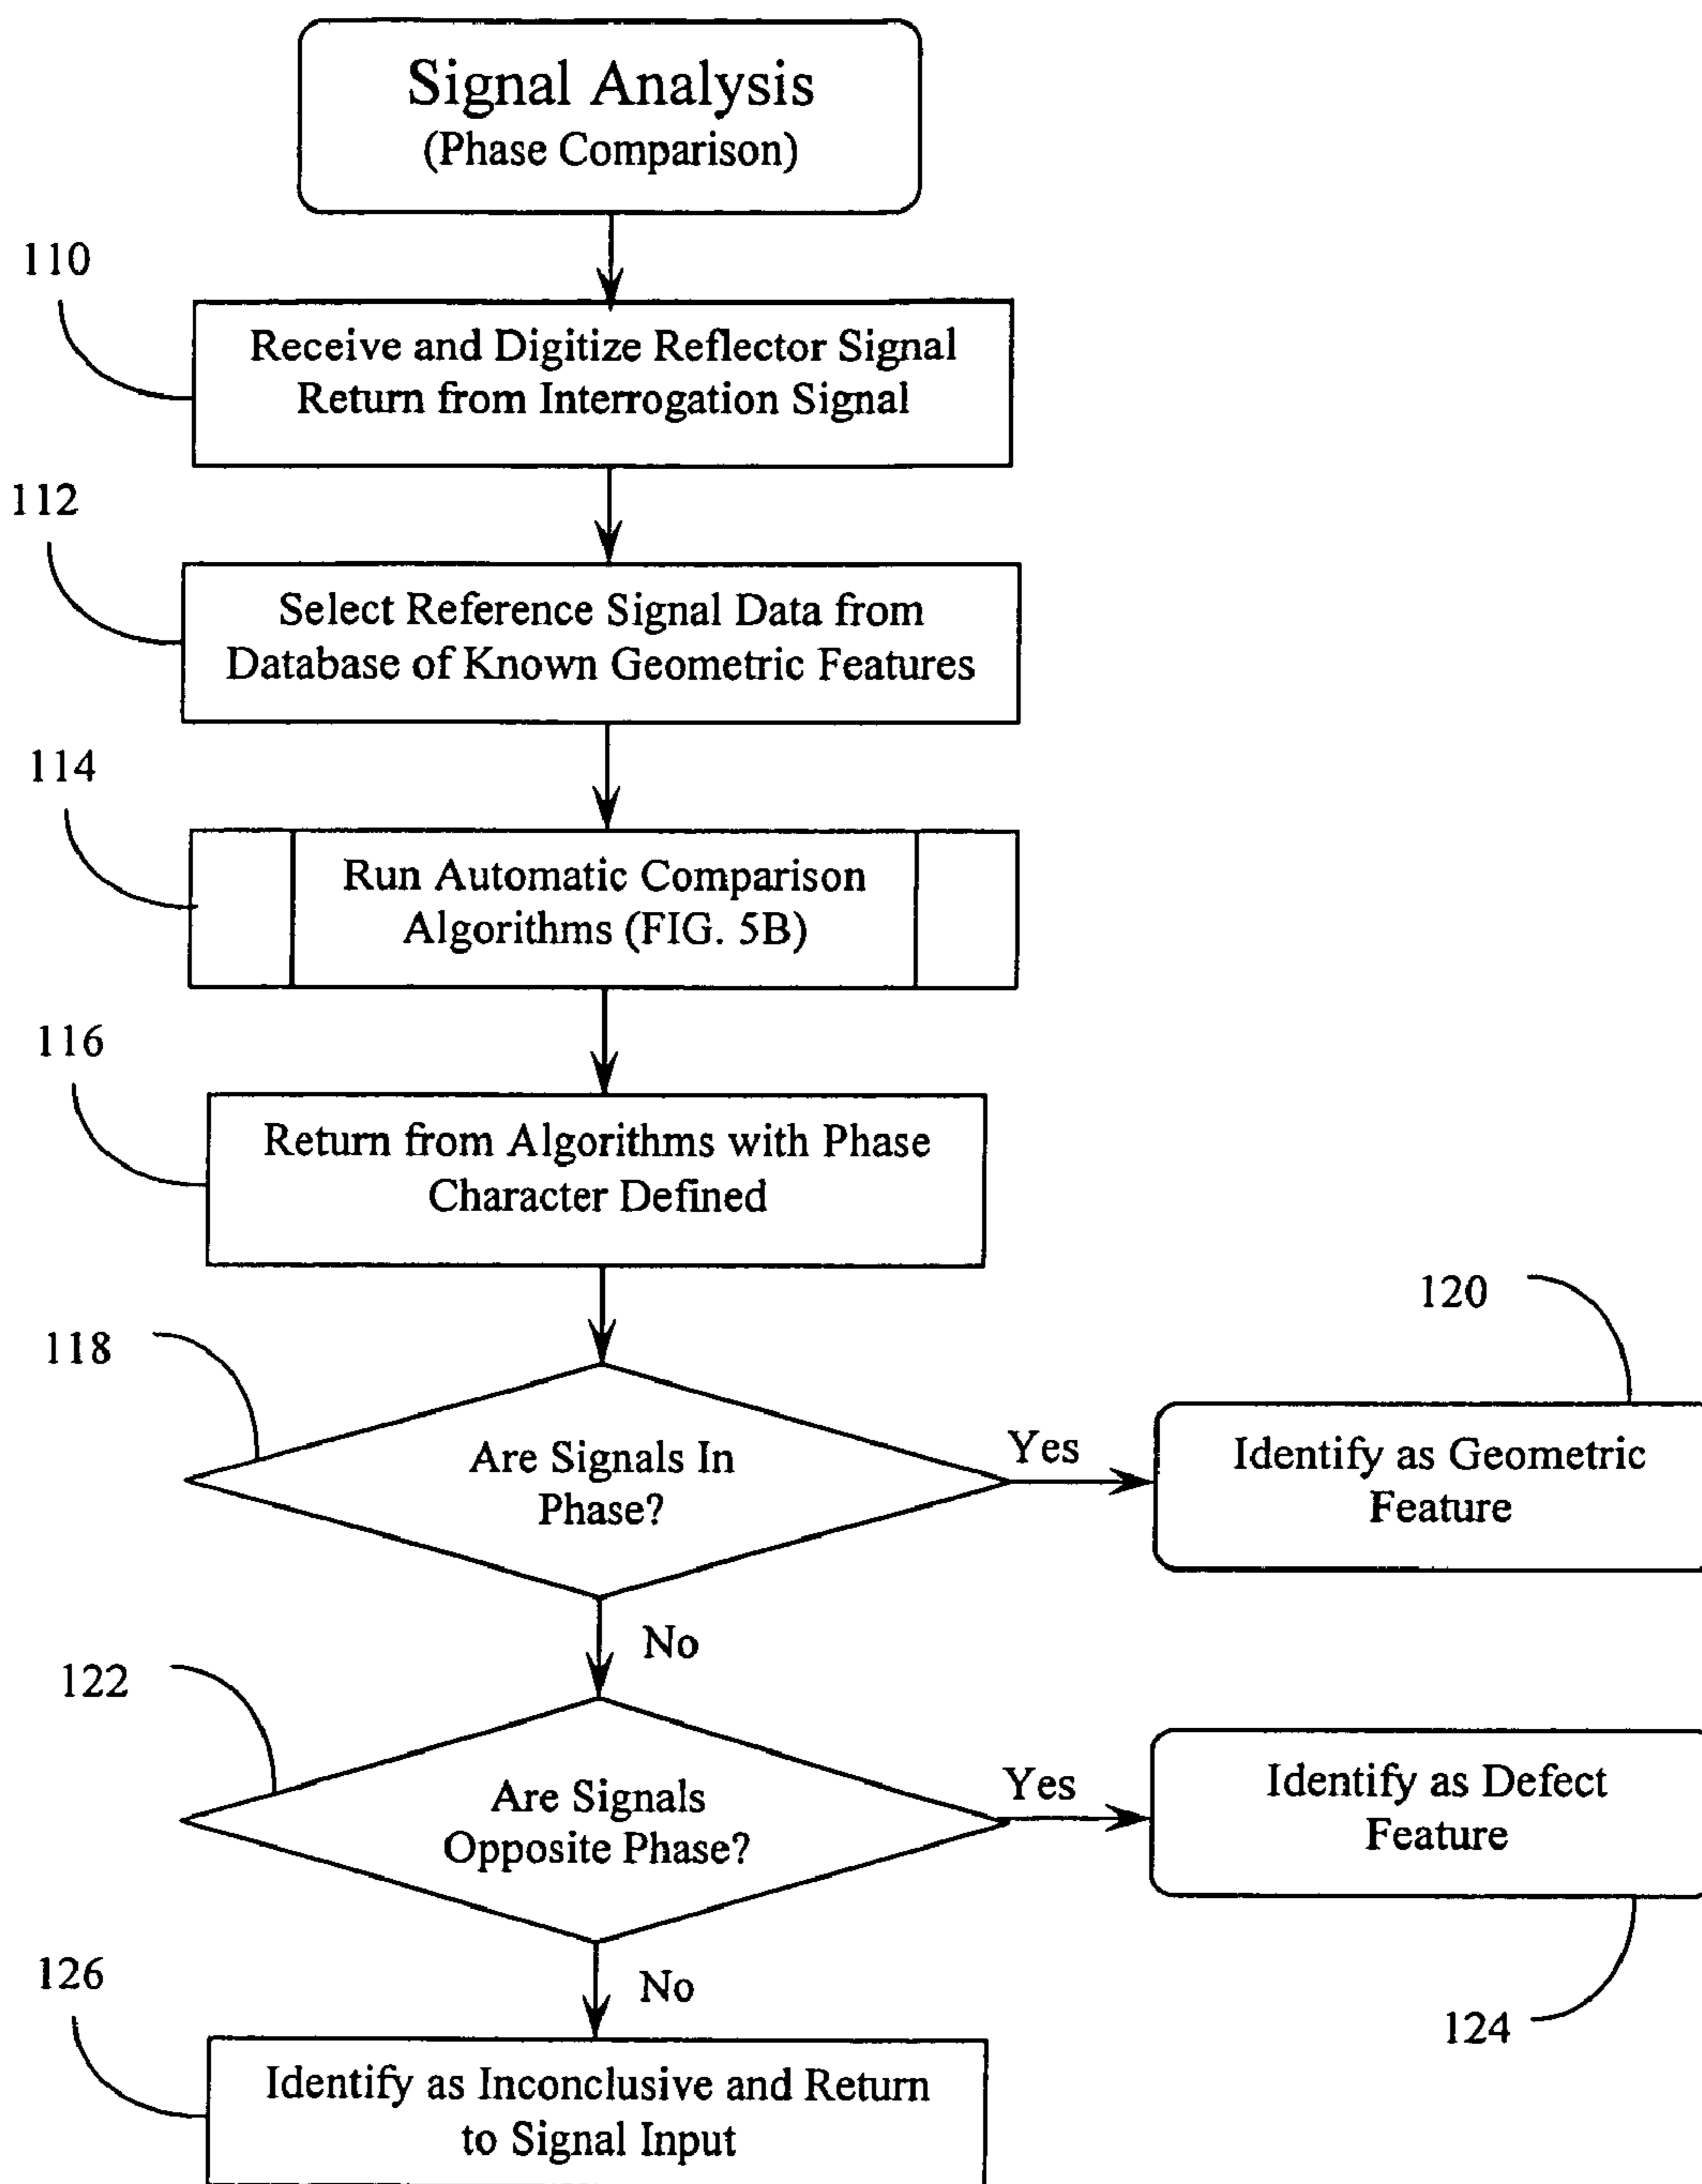 Signal Analysis
(Phase Comparison)
110
Receive and Digitize Reflector Signal
Return from Interrogation Signal
112
Select Reference Signal Data from
Database of Known Geometric Features
114
Run Automatic Comparison
Algorithms (FIG. 5B)
116
Return from Algorithms with Phase
Character Defined
118
Are Signals In
Phase?
Yes
120
Identify as Geometric
Feature
No
122
Are Signals
Opposite Phase?
Yes
Identify as Defect
Feature
124
No
126
Identify as Inconclusive and Return
to Signal Input